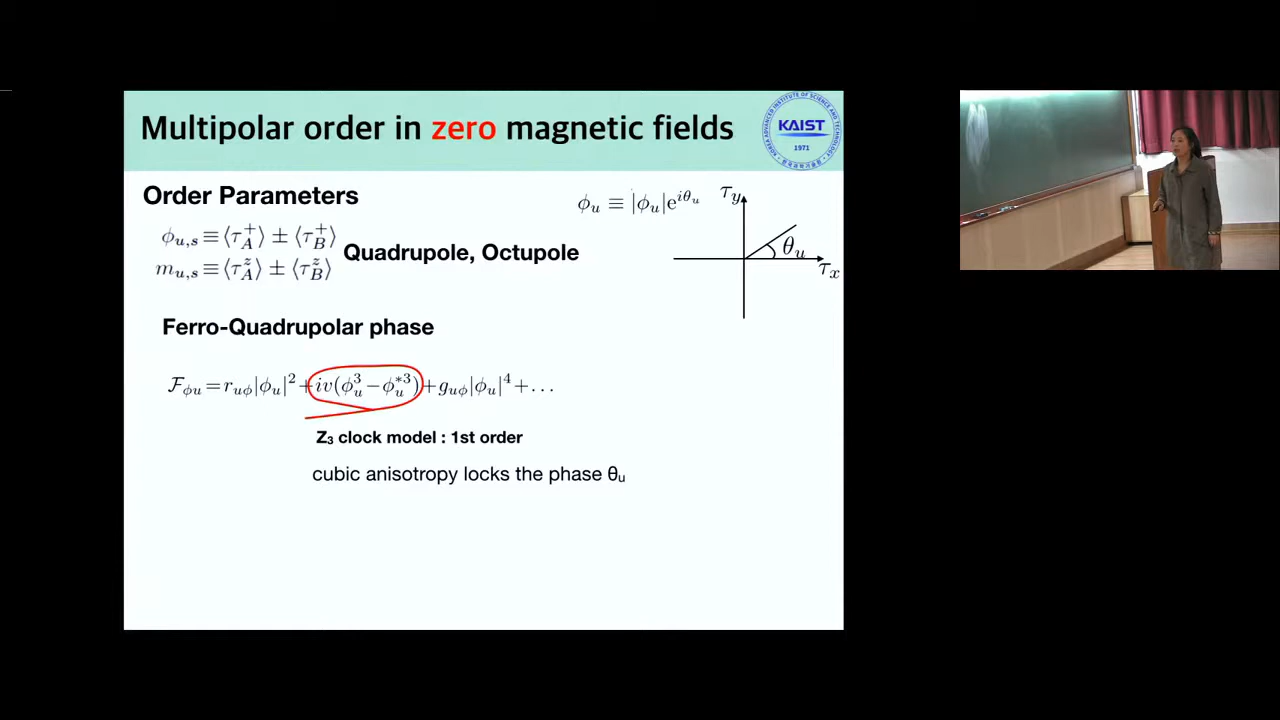 Multipolar order in zero magnetic fields
KAIST
1971
Order Parameters
ϕ_u ≡ |ϕ_u|e^{iθ_u}
τ_y
θ_u
τ_x
ϕ_{u,s} ≡ ⟨τ_A^+⟩ ± ⟨τ_B^+⟩
m_{u,s} ≡ ⟨τ_A^z⟩ ± ⟨τ_B^z⟩
Quadrupole, Octupole
Ferro-Quadrupolar phase
ℱ_{ϕu} = r_{uϕ}|ϕ_u|^2 + iv(ϕ_u^3 − ϕ_u^{*3}) + g_{uϕ}|ϕ_u|^4 + ...
Z₃ clock model : 1st order
cubic anisotropy locks the phase θᵤ